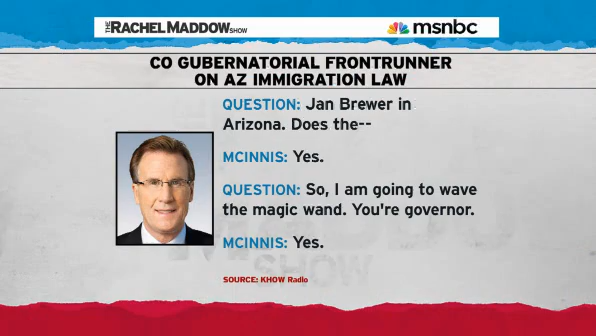 THE RACHEL MADDOW SHOW
msnbc
CO GUBERNATORIAL FRONTRUNNER
ON AZ IMMIGRATION LAW
QUESTION: Jan Brewer in
Arizona. Does the--
MCINNIS: Yes.
QUESTION: So, I am going to wave
the magic wand. You're governor.
MCINNIS: Yes.
SOURCE: KHOW Radio